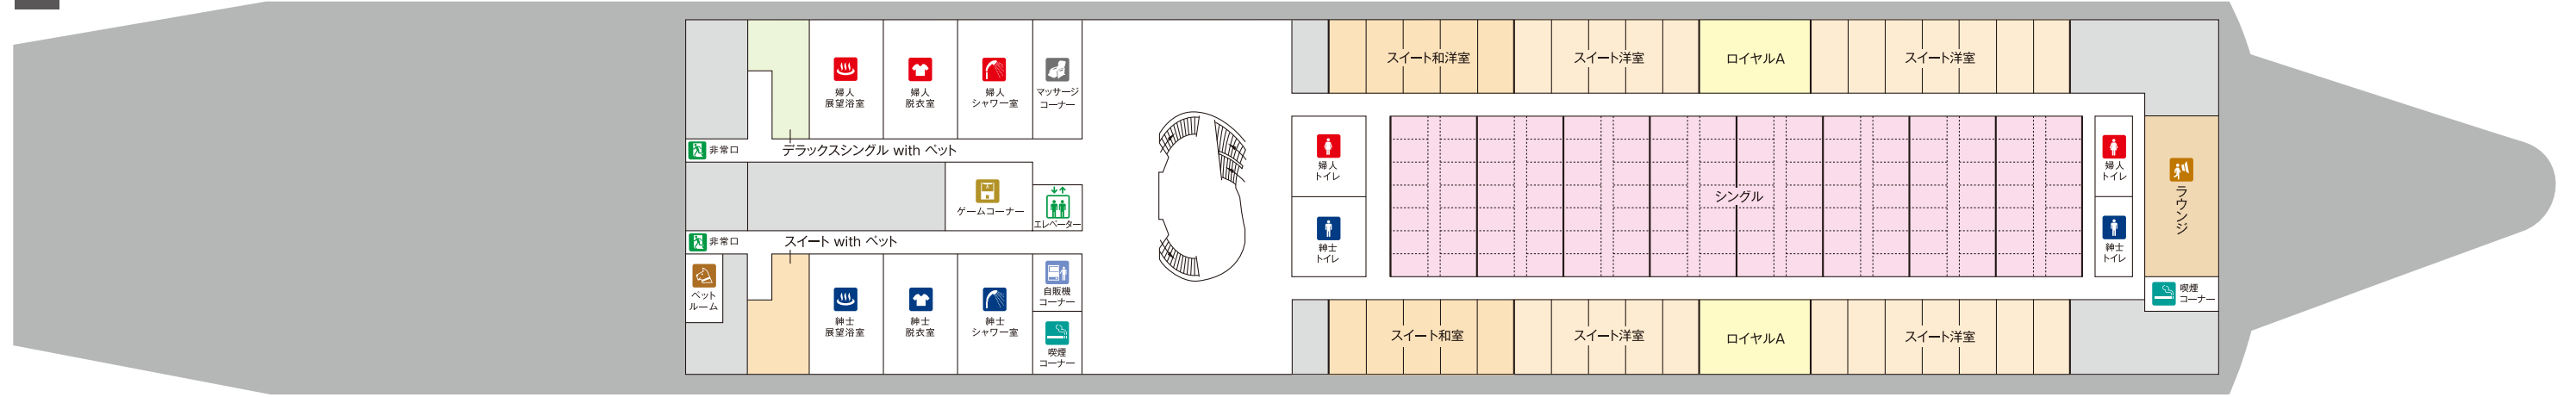 スイート和洋室
スイート洋室
ロイヤルA
スイート洋室
婦人
展望浴室
婦人
脱衣室
婦人
シャワー室
マッサージ
コーナー
非常口
デラックスシングル with ペット
婦人
トイレ
婦人
トイレ
ゲームコーナー
エレベーター
シングル
ラウンジ
非常口
スイート with ペット
紳士
トイレ
紳士
トイレ
ペット
ルーム
自販機
コーナー
喫煙
コーナー
紳士
展望浴室
紳士
脱衣室
紳士
シャワー室
喫煙
コーナー
スイート和室
スイート洋室
ロイヤルA
スイート洋室